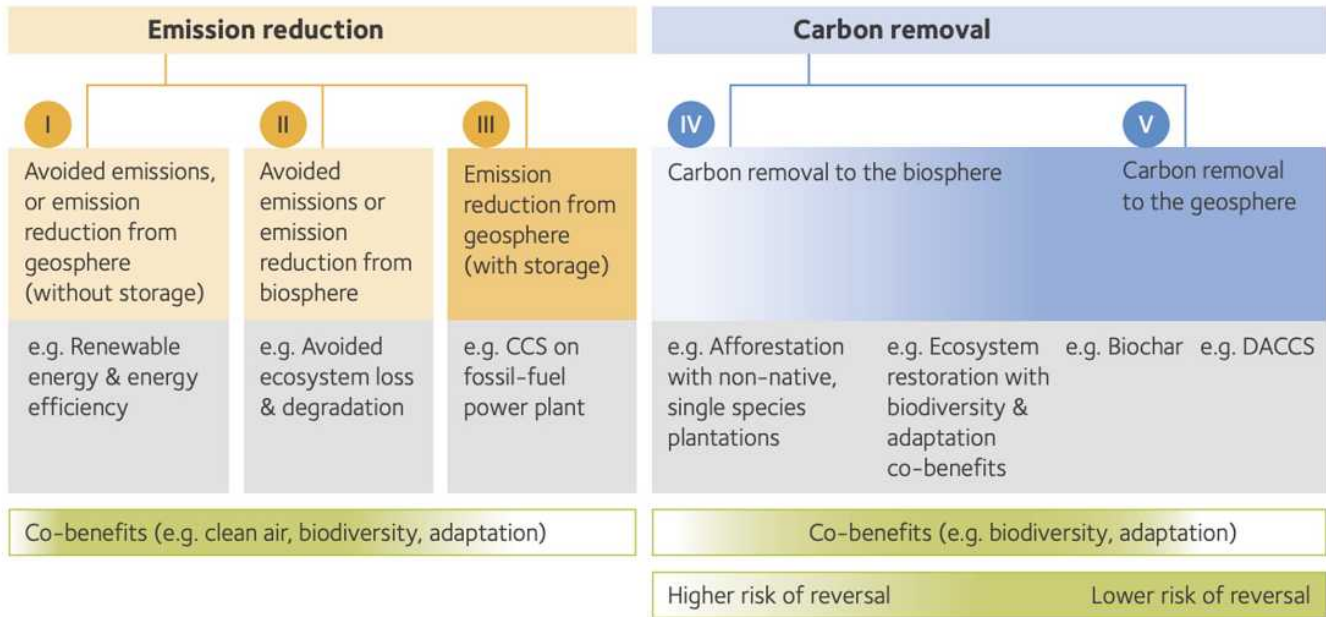 Emission reduction
Carbon removal
I
II
III
IV
V
Avoided emissions,
or emission
reduction from
geosphere
(without storage)
Avoided
emissions or
emission
reduction from
biosphere
Emission
reduction from
geosphere
(with storage)
Carbon removal to the biosphere
Carbon removal
to the geosphere
e.g. Renewable
energy & energy
efficiency
e.g. Avoided
ecosystem loss
& degradation
e.g. CCS on
fossil-fuel
power plant
e.g. Afforestation
with non-native,
single species
plantations
e.g. Ecosystem
restoration with
biodiversity &
adaptation
co-benefits
e.g. Biochar
e.g. DACCS
Co-benefits (e.g. clean air, biodiversity, adaptation)
Co-benefits (e.g. biodiversity, adaptation)
Higher risk of reversal
Lower risk of reversal